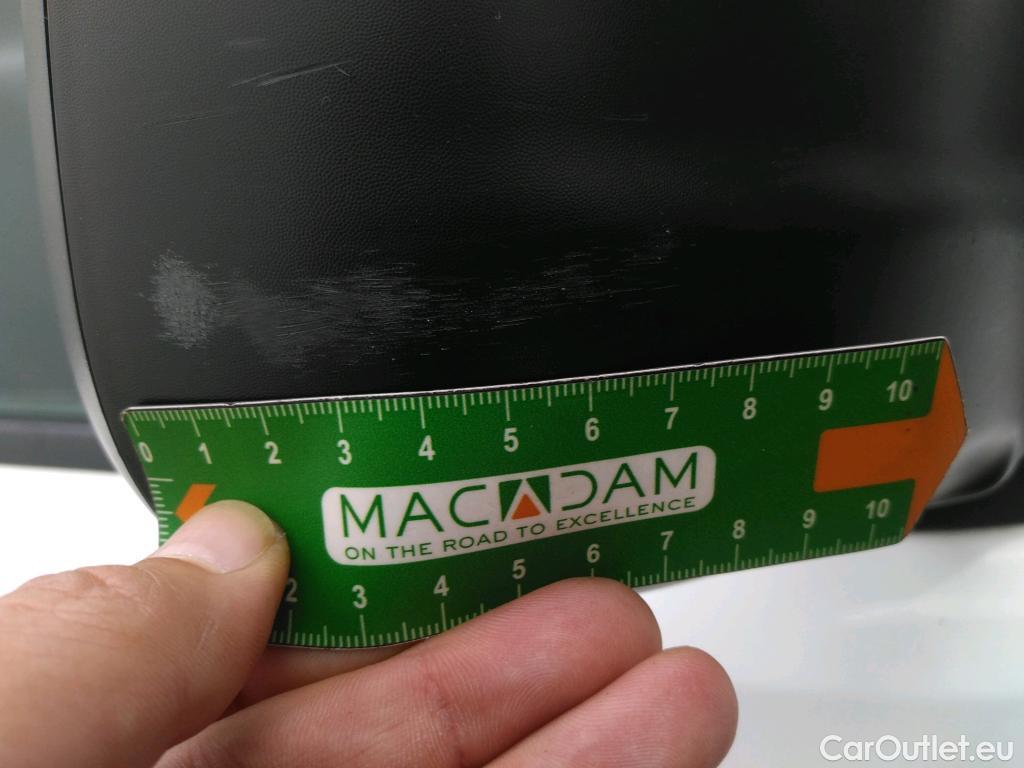 0 1 2 3 4 5 6 7 8 9 10
MACADAM
ON THE ROAD TO EXCELLENCE
2 3 4 5 6 7 8 9 10
CarOutlet.eu